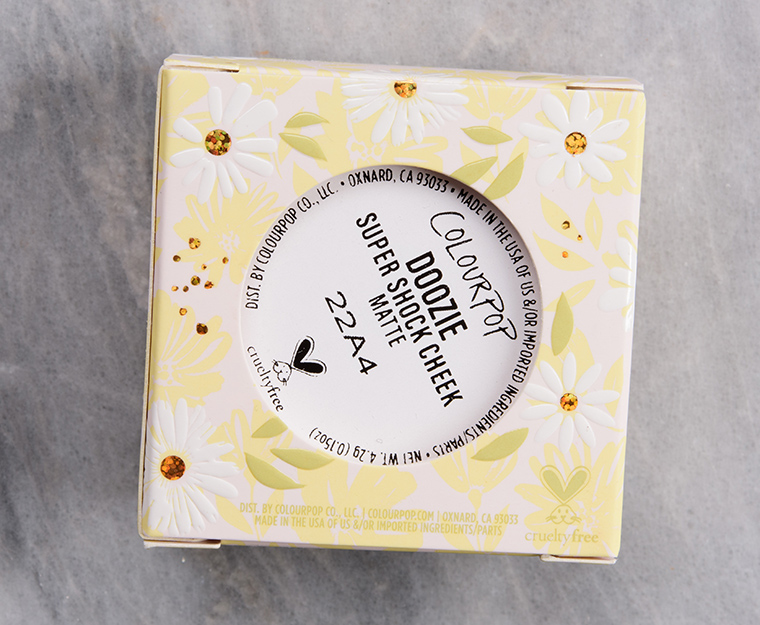 DIST. BY COLOURPOP CO., LLC. • OXNARD, CA 93033 • MADE IN THE USA OF US &/OR IMPORTED INGREDIENTS/PARTS • NET WT. 4.2g (0.15oz)
COLOURPOP
DOOZIE
SUPER SHOCK CHEEK
MATTE
22A4
crueltyfree
DIST. BY COLOURPOP CO., LLC. | COLOURPOP.COM | OXNARD, CA 93033
MADE IN THE USA OF US &/OR IMPORTED INGREDIENTS/PARTS
crueltyfree